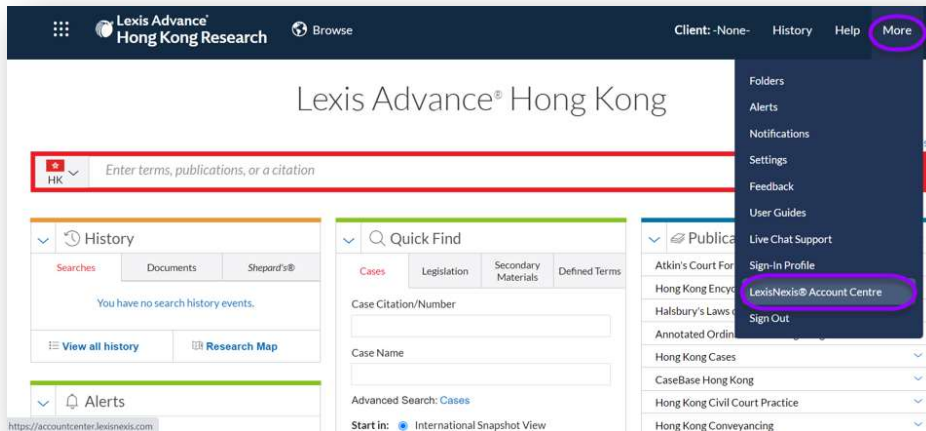 Lexis Advance®
Hong Kong Research
Browse
Client: -None-
History
Help
More
Lexis Advance® Hong Kong
HK
Enter terms, publications, or a citation
Folders
Alerts
Notifications
Settings
Feedback
User Guides
Live Chat Support
Sign-In Profile
LexisNexis® Account Centre
Sign Out
History
Searches
Documents
Shepard's®
You have no search history events.
View all history
Research Map
Alerts
https://accountcenter.lexisnexis.com
Quick Find
Cases
Legislation
Secondary
Materials
Defined Terms
Case Citation/Number
Case Name
Advanced Search: Cases
Start in:
International Snapshot View
Atkin's Court For
Hong Kong
Halsbury's Laws
Annotated
Hong Kong Cases
CaseBase Hong Kong
Hong Kong Civil Court Practice
Hong Kong Conveyancing